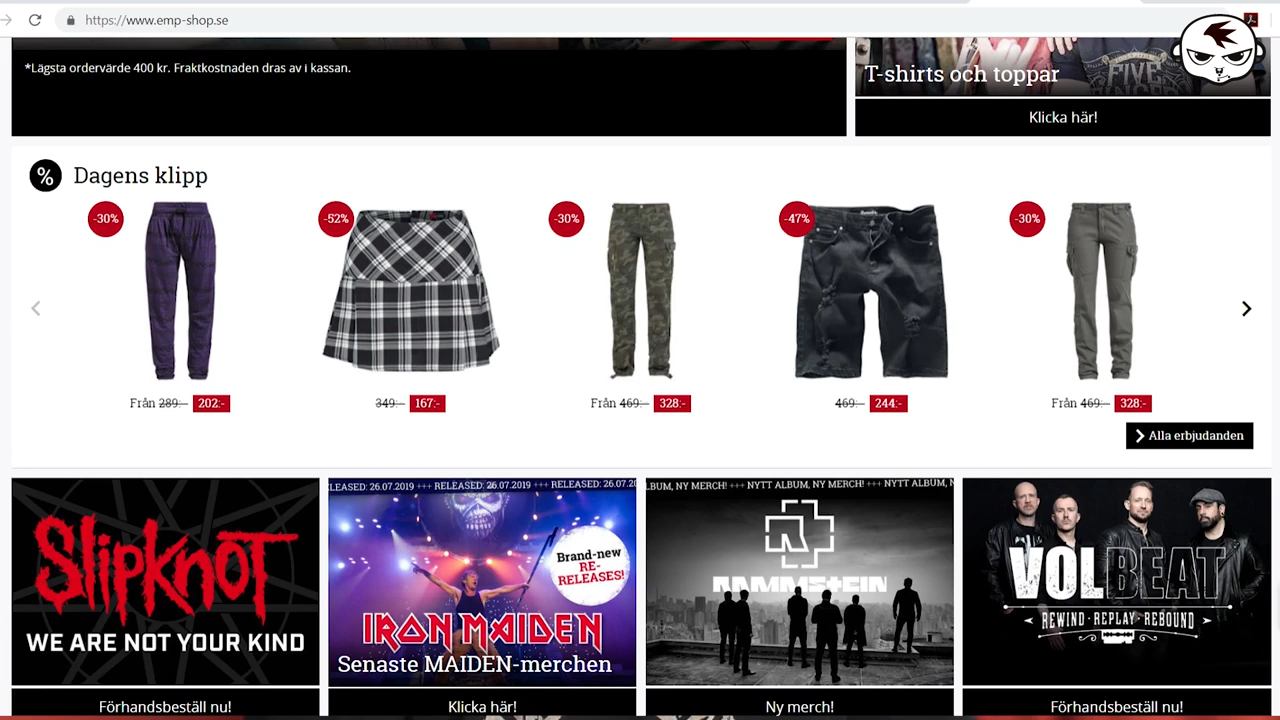 https://www.emp-shop.se
*Lägsta ordervärde 400 kr. Fraktkostnaden dras av i kassan.
FIVE
T-shirts och toppar
Klicka här!
% Dagens klipp
-30%
-52%
-30%
-47%
-30%
Från 289:- 202:-
349:- 167:-
Från 469:- 328:-
469:- 244:-
Från 469:- 328:-
Alla erbjudanden
SlipknoT
WE ARE NOT YOUR KIND
Förhandsbeställ nu!
LEASED: 26.07.2019 +++ RELEASED: 26.07.2019 +++ RELEASED: 26.07.20
Brand-new
RE-
RELEASES!
IRON MAIDEN
Senaste MAIDEN-merchen
Klicka här!
LBUM, NY MERCH! +++ NYTT ALBUM, NY MERCH! +++ NYTT ALBUM, N
RAMMSTEIN
Ny merch!
VOLBEAT
REWIND · REPLAY · REBOUND
Förhandsbeställ nu!